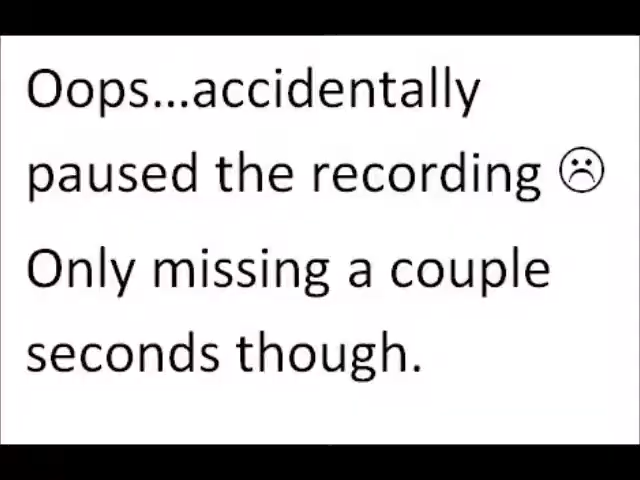 Oops...accidentally
paused the recording ☹
Only missing a couple
seconds though.